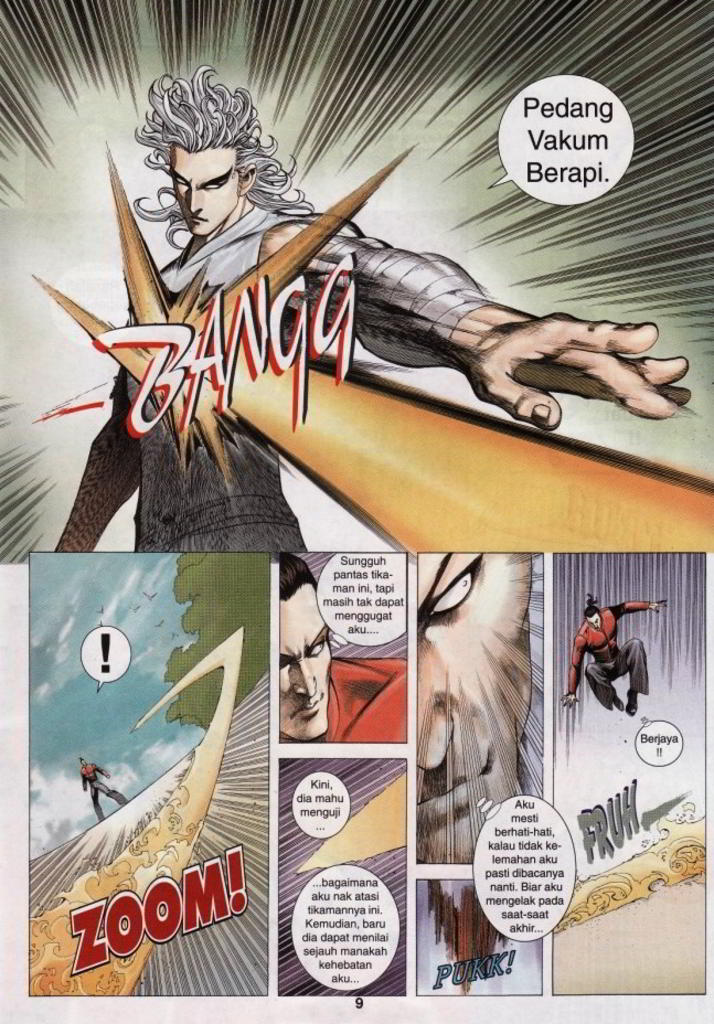 Pedang
Vakum
Berapi.
BANGG
!
ZOOM!
Sungguh
pantas tika-
man ini, tapi
masih tak dapat
menggugat
aku....
Kini,
dia mahu
menguji
...
...bagaimana
aku nak atasi
tikamannya ini.
Kemudian, baru
dia dapat menilai
sejauh manakah
kehebatan
aku...
Aku
mesti
berhati-hati,
kalau tidak ke-
lemahan aku
pasti dibacanya
nanti. Biar aku
mengelak pada
saat-saat
akhir...
PUKK!
Berjaya
!!
FRUH
9